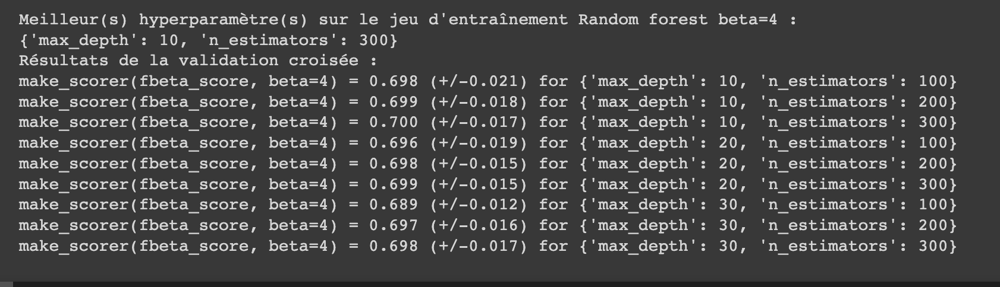 Meilleur(s) hyperparamètre(s) sur le jeu d'entraînement Random forest beta=4 :
{'max_depth': 10, 'n_estimators': 300}
Résultats de la validation croisée :
make_scorer(fbeta_score, beta=4) = 0.698 (+/-0.021) for {'max_depth': 10, 'n_estimators': 100}
make_scorer(fbeta_score, beta=4) = 0.699 (+/-0.018) for {'max_depth': 10, 'n_estimators': 200}
make_scorer(fbeta_score, beta=4) = 0.700 (+/-0.017) for {'max_depth': 10, 'n_estimators': 300}
make_scorer(fbeta_score, beta=4) = 0.696 (+/-0.019) for {'max_depth': 20, 'n_estimators': 100}
make_scorer(fbeta_score, beta=4) = 0.698 (+/-0.015) for {'max_depth': 20, 'n_estimators': 200}
make_scorer(fbeta_score, beta=4) = 0.699 (+/-0.015) for {'max_depth': 20, 'n_estimators': 300}
make_scorer(fbeta_score, beta=4) = 0.689 (+/-0.012) for {'max_depth': 30, 'n_estimators': 100}
make_scorer(fbeta_score, beta=4) = 0.697 (+/-0.016) for {'max_depth': 30, 'n_estimators': 200}
make_scorer(fbeta_score, beta=4) = 0.698 (+/-0.017) for {'max_depth': 30, 'n_estimators': 300}